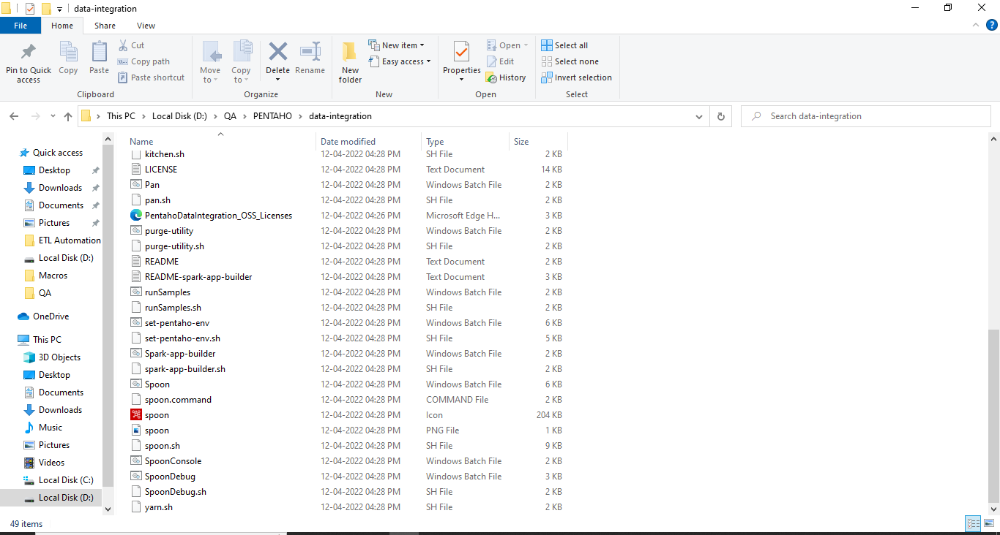 data-integration
File Home Share View
Pin to Quick access
Copy
Paste
Cut
Copy path
Paste shortcut
Clipboard
Move to
Copy to
Delete
Rename
Organize
New folder
New item
Easy access
New
Properties
Open
Edit
History
Open
Select all
Select none
Invert selection
Select
This PC Local Disk (D:) QA PENTAHO data-integration
Search data-integration
Quick access
Desktop
Downloads
Documents
Pictures
ETL Automation
Local Disk (D:)
Macros
QA
OneDrive
This PC
3D Objects
Desktop
Documents
Downloads
Music
Pictures
Videos
Local Disk (C:)
Local Disk (D:)
Name Date modified Type Size
kitchen.sh 12-04-2022 04:28 PM SH File 2 KB
LICENSE 12-04-2022 04:28 PM Text Document 14 KB
Pan 12-04-2022 04:28 PM Windows Batch File 2 KB
pan.sh 12-04-2022 04:28 PM SH File 2 KB
PentahoDataIntegration_OSS_Licenses 12-04-2022 04:26 PM Microsoft Edge H... 3 KB
purge-utility 12-04-2022 04:28 PM Windows Batch File 2 KB
purge-utility.sh 12-04-2022 04:28 PM SH File 2 KB
README 12-04-2022 04:28 PM Text Document 2 KB
README-spark-app-builder 12-04-2022 04:28 PM Text Document 3 KB
runSamples 12-04-2022 04:28 PM Windows Batch File 2 KB
runSamples.sh 12-04-2022 04:28 PM SH File 2 KB
set-pentaho-env 12-04-2022 04:28 PM Windows Batch File 6 KB
set-pentaho-env.sh 12-04-2022 04:28 PM SH File 5 KB
Spark-app-builder 12-04-2022 04:28 PM Windows Batch File 2 KB
spark-app-builder.sh 12-04-2022 04:28 PM SH File 2 KB
Spoon 12-04-2022 04:28 PM Windows Batch File 6 KB
spoon.command 12-04-2022 04:28 PM COMMAND File 2 KB
spoon 12-04-2022 04:28 PM Icon 204 KB
spoon 12-04-2022 04:28 PM PNG File 1 KB
spoon.sh 12-04-2022 04:28 PM SH File 9 KB
SpoonConsole 12-04-2022 04:28 PM Windows Batch File 2 KB
SpoonDebug 12-04-2022 04:28 PM Windows Batch File 3 KB
SpoonDebug.sh 12-04-2022 04:28 PM SH File 2 KB
yarn.sh 12-04-2022 04:28 PM SH File 2 KB
49 items